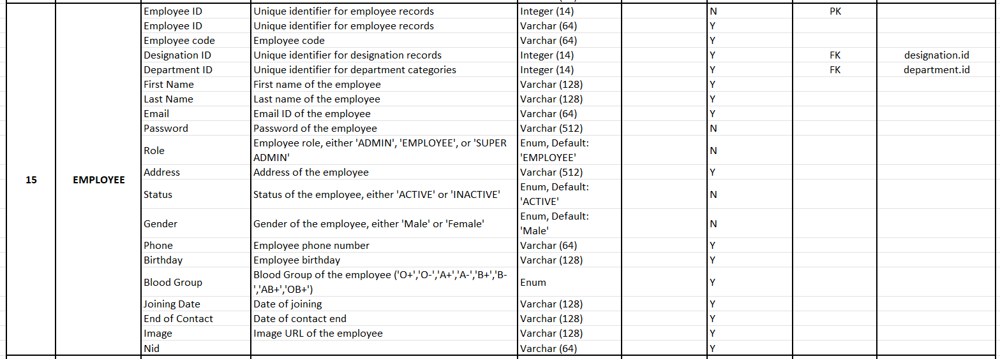 Employee ID Unique identifier for employee records Integer (14) N PK
Employee ID Unique identifier for employee records Varchar (64) Y
Employee code Employee code Varchar (64) Y
Designation ID Unique identifier for designation records Integer (14) Y FK designation.id
Department ID Unique identifier for department categories Integer (14) Y FK department.id
First Name First name of the employee Varchar (128) Y
Last Name Last name of the employee Varchar (128) Y
Email Email ID of the employee Varchar (64) Y
Password Password of the employee Varchar (512) N
Role Employee role, either 'ADMIN', 'EMPLOYEE', or 'SUPER Enum, Default: N
ADMIN' 'EMPLOYEE'
Address Address of the employee Varchar (512) Y
15 EMPLOYEE
Status Status of the employee, either 'ACTIVE' or 'INACTIVE' Enum, Default: N
'ACTIVE'
Gender Gender of the employee, either 'Male' or 'Female' Enum, Default: N
'Male'
Phone Employee phone number Varchar (64) Y
Birthday Employee birthday Varchar (128) Y
Blood Group Blood Group of the employee ('O+','O-','A+','A-','B+','B- Enum Y
','AB+','OB+')
Joining Date Date of joining Varchar (128) Y
End of Contact Date of contact end Varchar (128) Y
Image Image URL of the employee Varchar (128) Y
Nid Varchar (64) Y